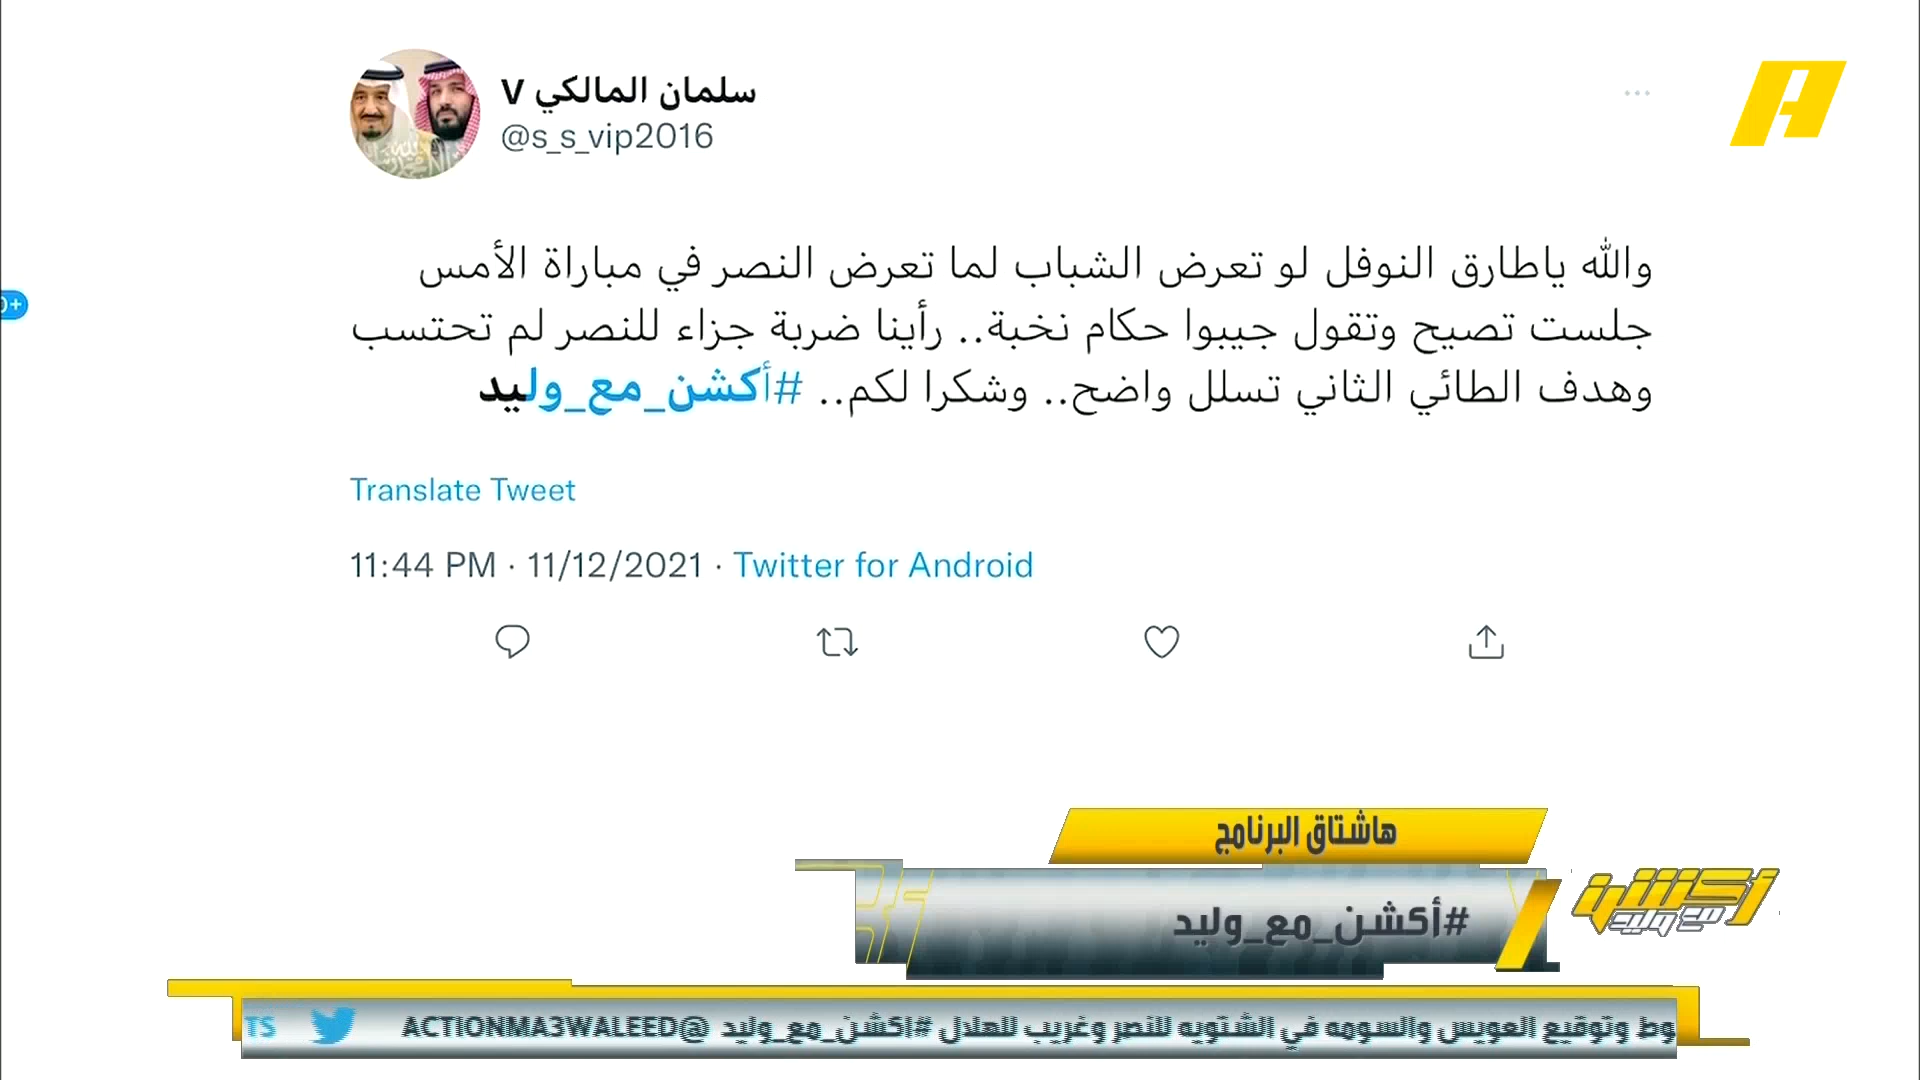 سلمان المالكي V
@s_s_vip2016
والله ياطارق النوفل لو تعرض الشباب لما تعرض النصر في مباراة الأمس
جلست تصيح وتقول جيبوا حكام نخبة.. رأينا ضربة جزاء للنصر لم تحتسب
وهدف الطائي الثاني تسلل واضح.. وشكرا لكم.. #أكشن_مع_وليد
Translate Tweet
11:44 PM · 11/12/2021 · Twitter for Android
هاشتاق البرنامج
#أكشن_مع_وليد
أكشن
مع وليد
وط وتوقيع العويس والسومه في الشتويه للنصر وغريب للهلال #اكشن_مع_وليد @ACTIONMA3WALEED TS